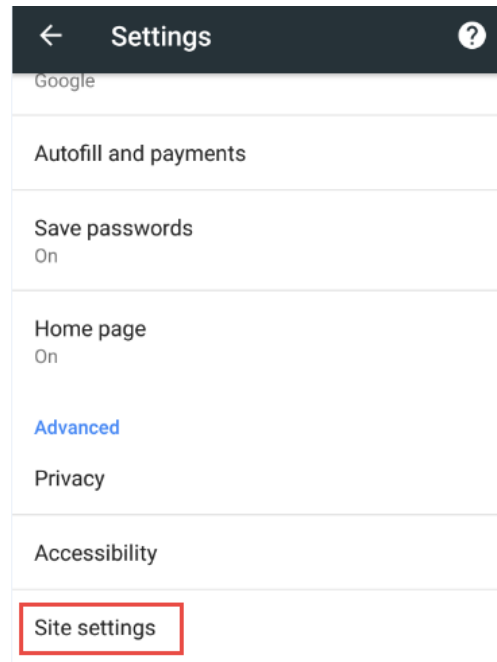 Settings
Google
Autofill and payments
Save passwords
On
Home page
On
Advanced
Privacy
Accessibility
Site settings